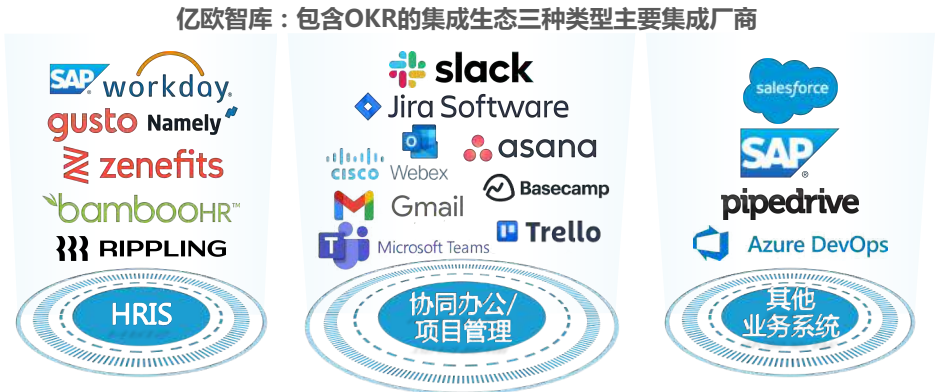 亿欧智库：包含OKR的集成生态三种类型主要集成厂商
SAP workday.
gusto Namely
zenefits
bambooHR™
RIPPLING
HRIS
slack
Jira Software
asana
CISCO Webex
Basecamp
Gmail
Trello
Microsoft Teams
协同办公/
项目管理
salesforce
SAP
pipedrive
Azure DevOps
其他
业务系统